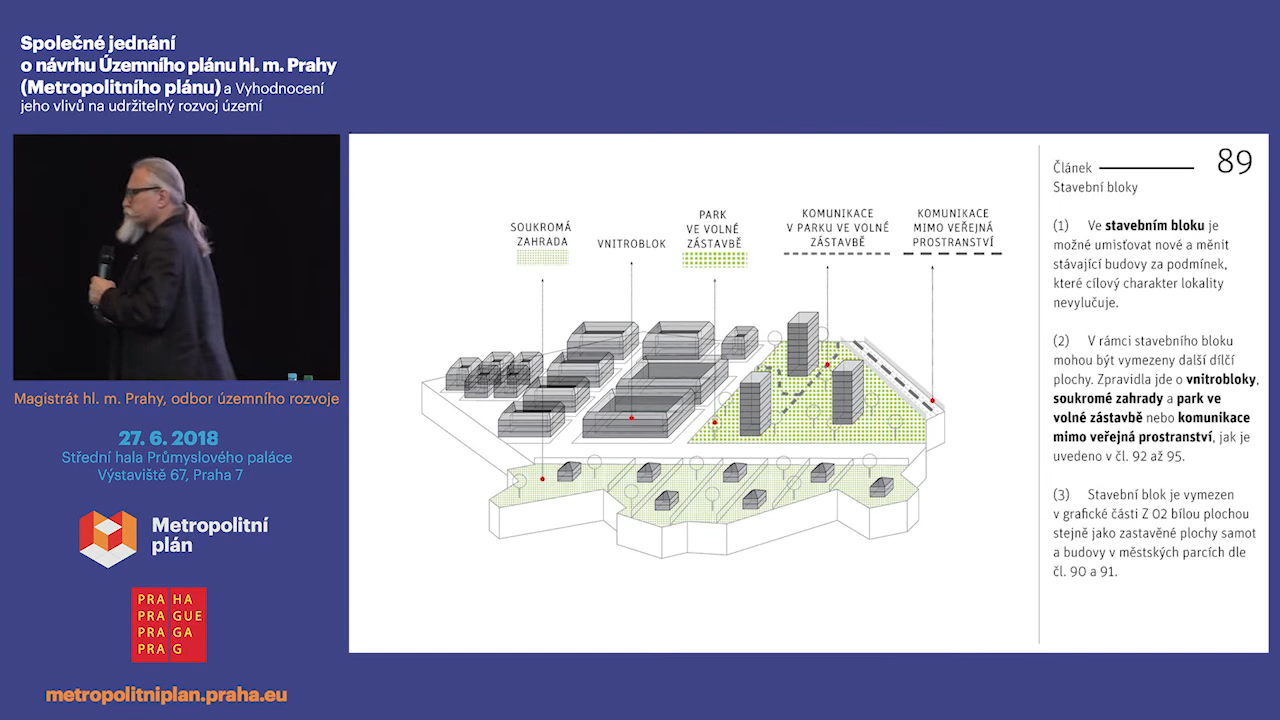 Společné jednání
o návrhu Územního plánu hl. m. Prahy
(Metropolitního plánu) a Vyhodnocení
jeho vlivů na udržitelný rozvoj území
Magistrát hl. m. Prahy, odbor územního rozvoje
27. 6. 2018
Střední hala Průmyslového paláce
Výstaviště 67, Praha 7
Metropolitní
plán
PRA HA
PRA GUE
PRA GA
PRA G
metropolitniplan.praha.eu
SOUKROMÁ
ZAHRADA
VNITROBLOK
PARK
VE VOLNÉ
ZÁSTAVBĚ
KOMUNIKACE
V PARKU VE VOLNÉ
ZÁSTAVBĚ
KOMUNIKACE
MIMO VEŘEJNÁ
PROSTRANSTVÍ
Článek 89
Stavební bloky
(1) Ve stavebním bloku je
možné umisťovat nové a měnit
stávající budovy za podmínek,
které cílový charakter lokality
nevylučuje.
(2) V rámci stavebního bloku
mohou být vymezeny další dílčí
plochy. Zpravidla jde o vnitrobloky,
soukromé zahrady a park ve
volné zástavbě nebo komunikace
mimo veřejná prostranství, jak je
uvedeno v čl. 92 až 95.
(3) Stavební blok je vymezen
v grafické části Z 02 bílou plochou
stejně jako zastavěné plochy samot
a budovy v městských parcích dle
čl. 90 a 91.